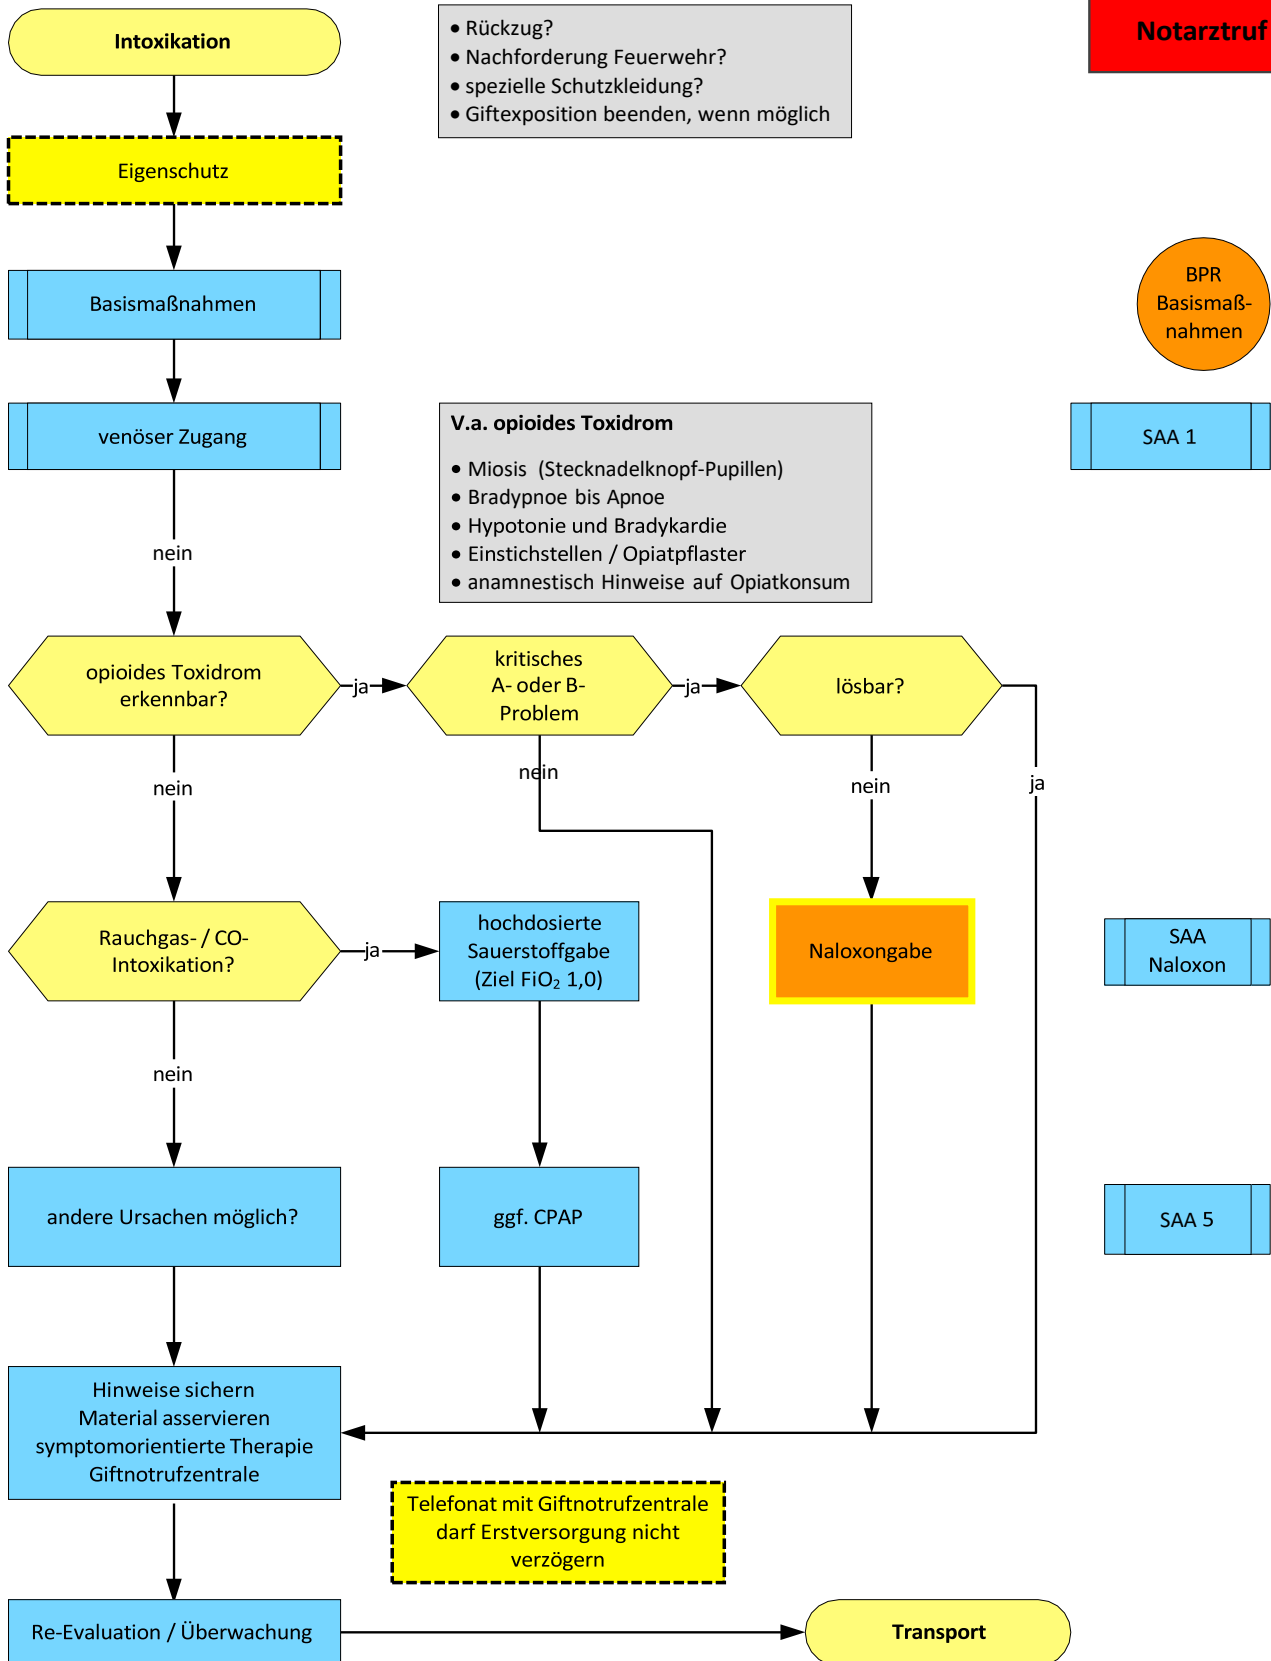 Intoxikation
• Rückzug?
• Nachforderung Feuerwehr?
• spezielle Schutzkleidung?
• Giftexposition beenden, wenn möglich
Notarztruf
Eigenschutz
Basismaßnahmen
BPR
Basismaß-
nahmen
venöser Zugang
V.a. opioides Toxidrom
• Miosis (Stecknadelknopf-Pupillen)
• Bradypnoe bis Apnoe
• Hypotonie und Bradykardie
• Einstichstellen / Opiatpflaster
• anamnestisch Hinweise auf Opiatkonsum
SAA 1
nein
opioides Toxidrom
erkennbar?
ja
kritisches
A- oder B-
Problem
ja
lösbar?
nein
nein
nein
ja
Rauchgas- / CO-
Intoxikation?
ja
hochdosierte
Sauerstoffgabe
(Ziel FiO₂ 1,0)
Naloxongabe
SAA
Naloxon
nein
andere Ursachen möglich?
ggf. CPAP
SAA 5
Hinweise sichern
Material asservieren
symptomorientierte Therapie
Giftnotrufzentrale
Telefonat mit Giftnotrufzentrale
darf Erstversorgung nicht
verzögern
Re-Evaluation / Überwachung
Transport